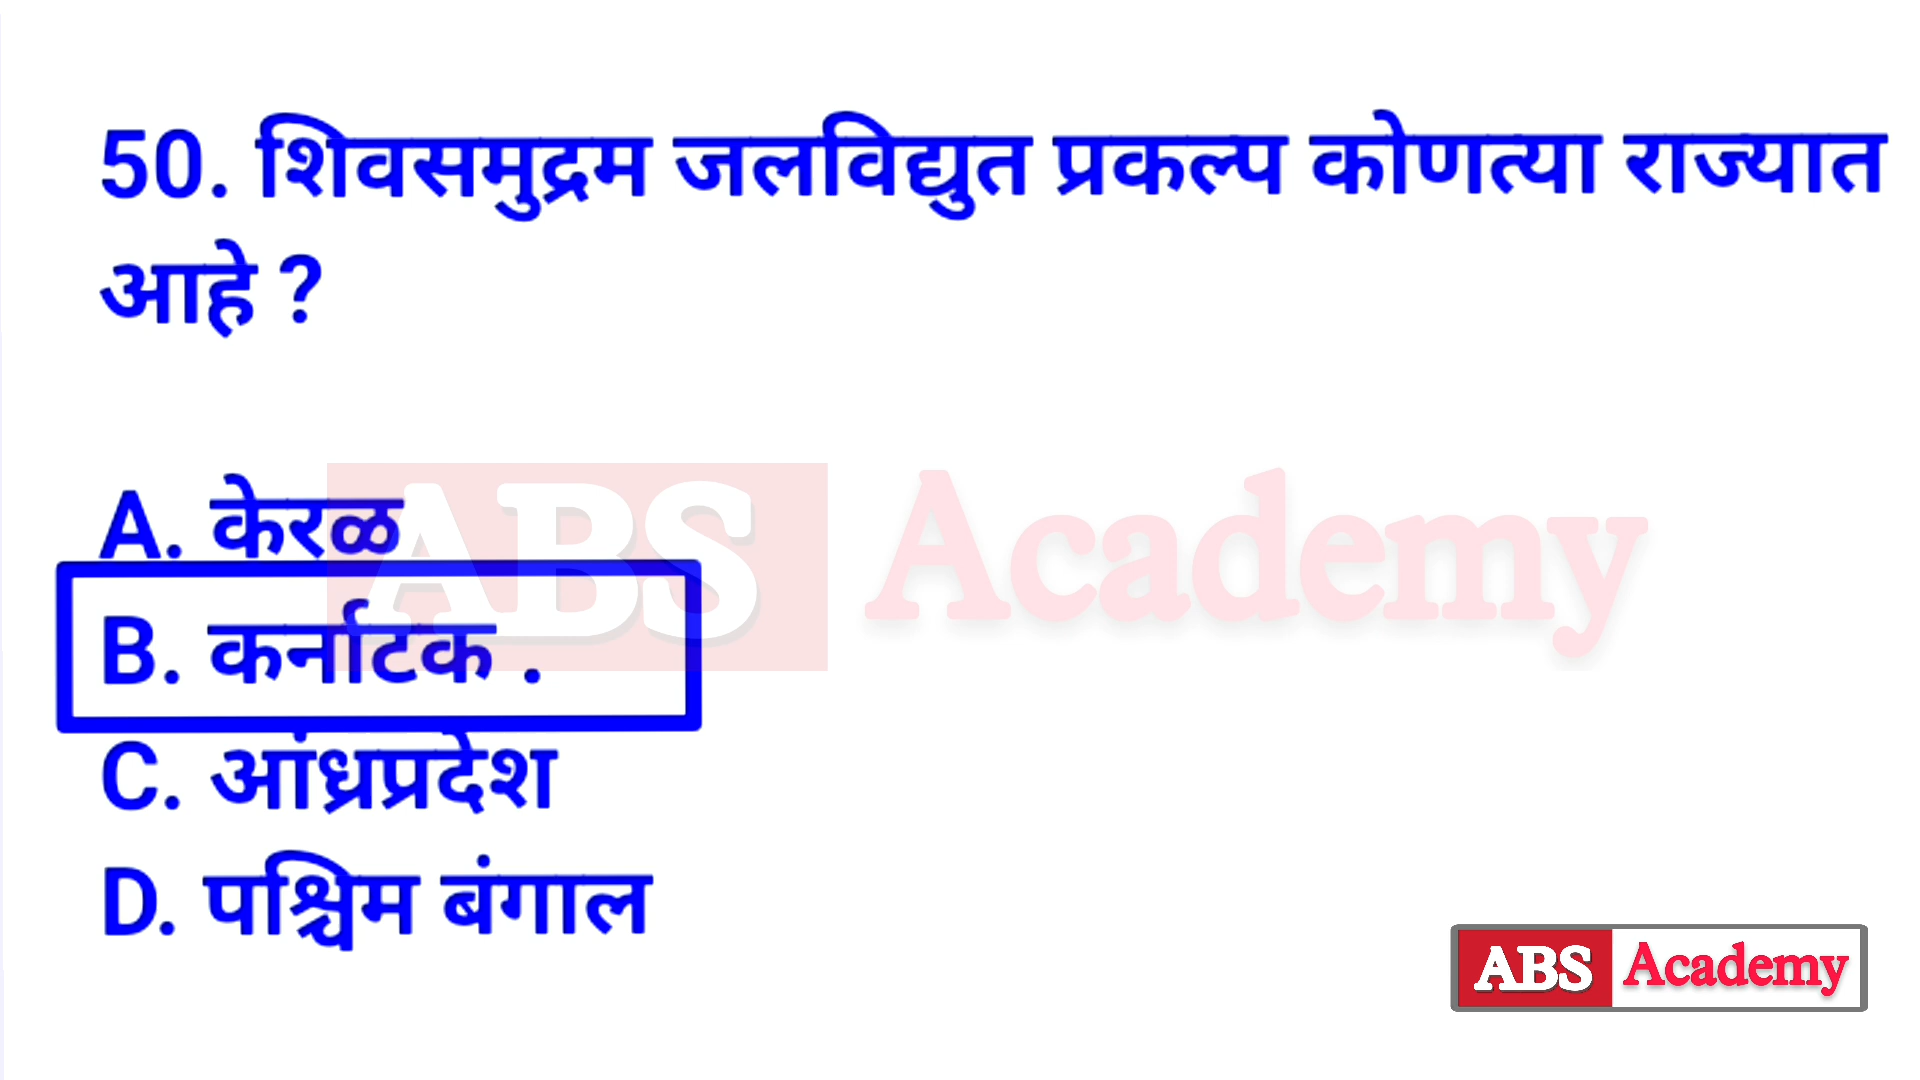 50. शिवसमुद्रम जलविद्युत प्रकल्प कोणत्या राज्यात
आहे ?
A. केरळ
B. कर्नाटक .
C. आंध्रप्रदेश
D. पश्चिम बंगाल
ABS Academy
ABS Academy